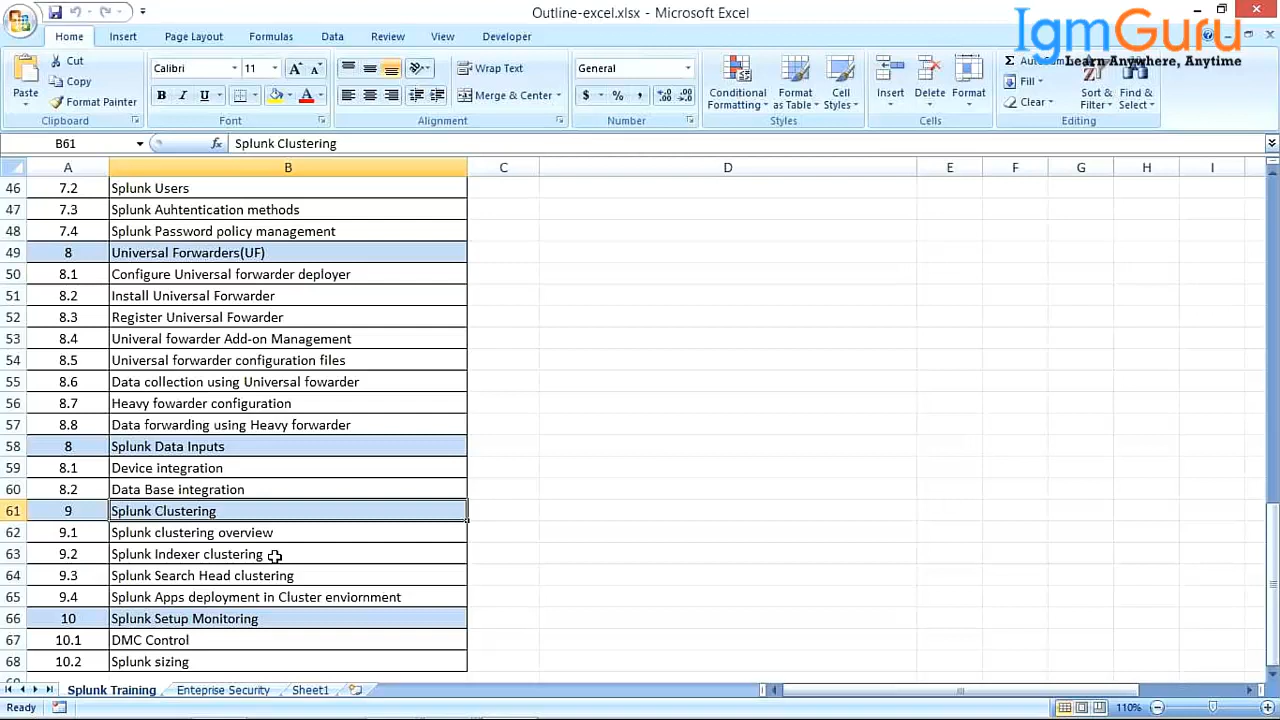 Outline-excel.xlsx - Microsoft Excel
IgmGuru
Learn Anywhere, Anytime
Home Insert Page Layout Formulas Data Review View Developer
Paste
Cut
Copy
Format Painter
Clipboard
Calibri 11
B I U
Font
Wrap Text
Merge & Center
Alignment
General
$ % ,
Number
Conditional Formatting
Format as Table
Cell Styles
Styles
Insert Delete Format
Cells
Σ
Fill
Clear
Sort & Filter
Find & Select
Editing
B61 fx Splunk Clustering
A B C D E F G H I
46 7.2 Splunk Users
47 7.3 Splunk Auhtentication methods
48 7.4 Splunk Password policy management
49 8 Universal Forwarders(UF)
50 8.1 Configure Universal forwarder deployer
51 8.2 Install Universal Forwarder
52 8.3 Register Universal Fowarder
53 8.4 Univeral fowarder Add-on Management
54 8.5 Universal forwarder configuration files
55 8.6 Data collection using Universal fowarder
56 8.7 Heavy fowarder configuration
57 8.8 Data forwarding using Heavy forwarder
58 8 Splunk Data Inputs
59 8.1 Device integration
60 8.2 Data Base integration
61 9 Splunk Clustering
62 9.1 Splunk clustering overview
63 9.2 Splunk Indexer clustering
64 9.3 Splunk Search Head clustering
65 9.4 Splunk Apps deployment in Cluster enviornment
66 10 Splunk Setup Monitoring
67 10.1 DMC Control
68 10.2 Splunk sizing
Splunk Training Enteprise Security Sheet1
Ready 110%